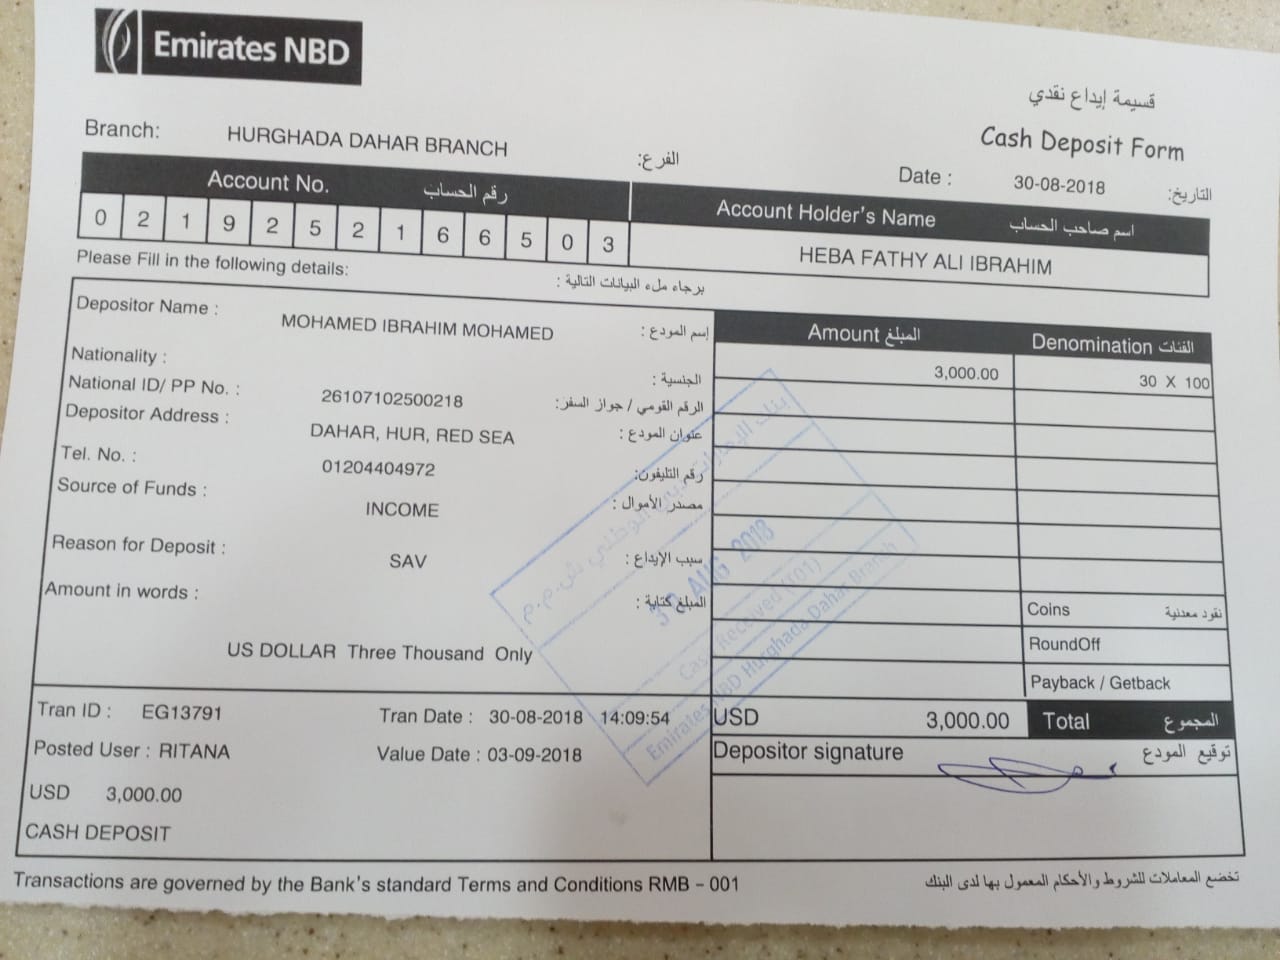 Emirates NBD
قسيمة إيداع نقدي
Cash Deposit Form
Branch: HURGHADA DAHAR BRANCH الفرع:
Date : 30-08-2018 التاريخ:
Account No. رقم الحساب
Account Holder's Name اسم صاحب الحساب
0 2 1 9 2 5 2 1 6 6 5 0 3
HEBA FATHY ALI IBRAHIM
Please Fill in the following details: برجاء ملء البيانات التالية :
Depositor Name : MOHAMED IBRAHIM MOHAMED إسم المودع :
Nationality : الجنسية :
National ID/ PP No. : 26107102500218 الرقم القومي / جواز السفر:
Depositor Address : DAHAR, HUR, RED SEA عنوان المودع :
Tel. No. : 01204404972 رقم التليفون:
Source of Funds : INCOME مصدر الأموال :
Reason for Deposit : SAV سبب الإيداع :
Amount in words : المبلغ كتابة :
US DOLLAR Three Thousand Only
Amount المبلغ Denomination الفئات
3,000.00 30 X 100
Coins نقود معدنية
RoundOff
Payback / Getback
USD 3,000.00 Total المجموع
Depositor signature توقيع المودع
بنك الإمارات دبي الوطني ش.م.م
30 AUG 2018
Cash Received (T01)
Emirates NBD Hurghada Dahar Branch
Tran ID : EG13791 Tran Date : 30-08-2018 14:09:54
Posted User : RITANA Value Date : 03-09-2018
USD 3,000.00
CASH DEPOSIT
Transactions are governed by the Bank's standard Terms and Conditions RMB - 001
تخضع المعاملات للشروط والأحكام المعمول بها لدى البنك